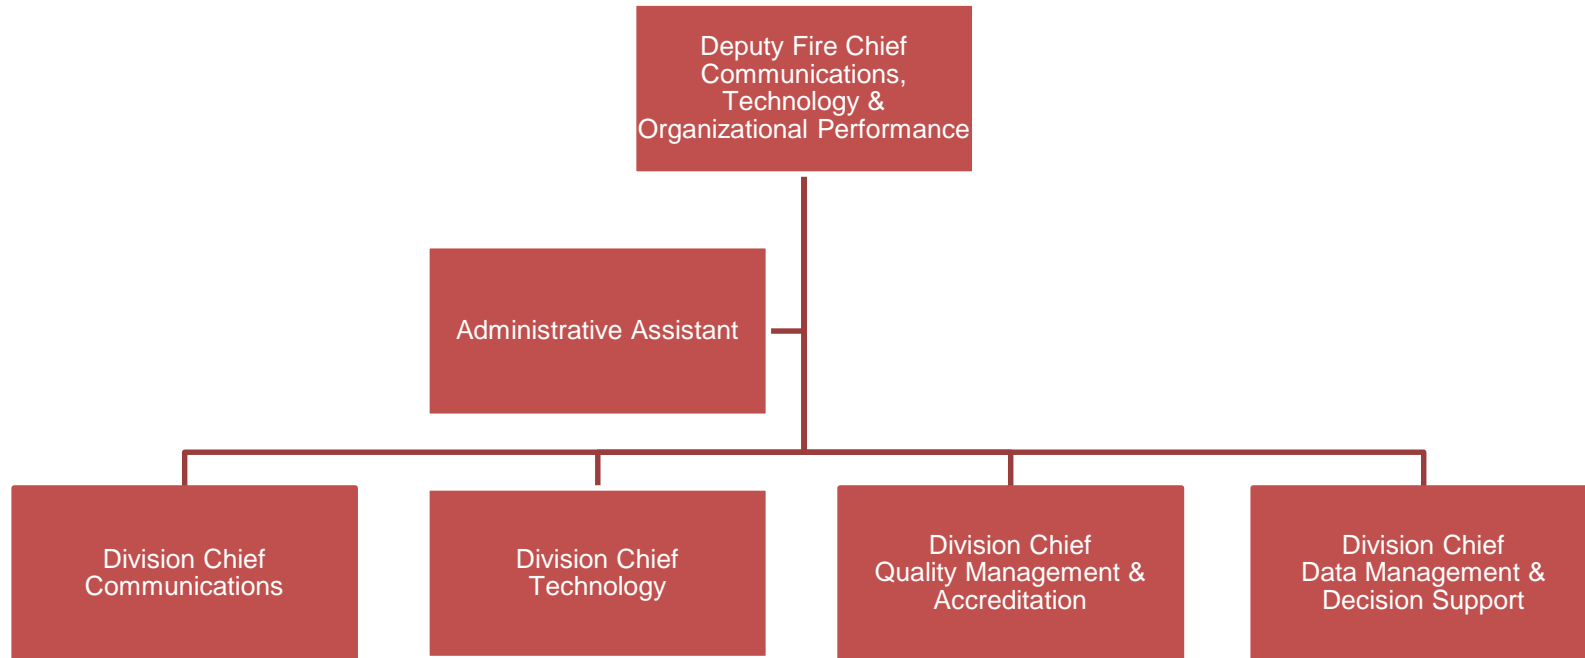 Deputy Fire Chief
Communications,
Technology &
Organizational Performance
Administrative Assistant
Division Chief
Communications
Division Chief
Technology
Division Chief
Quality Management &
Accreditation
Division Chief
Data Management &
Decision Support